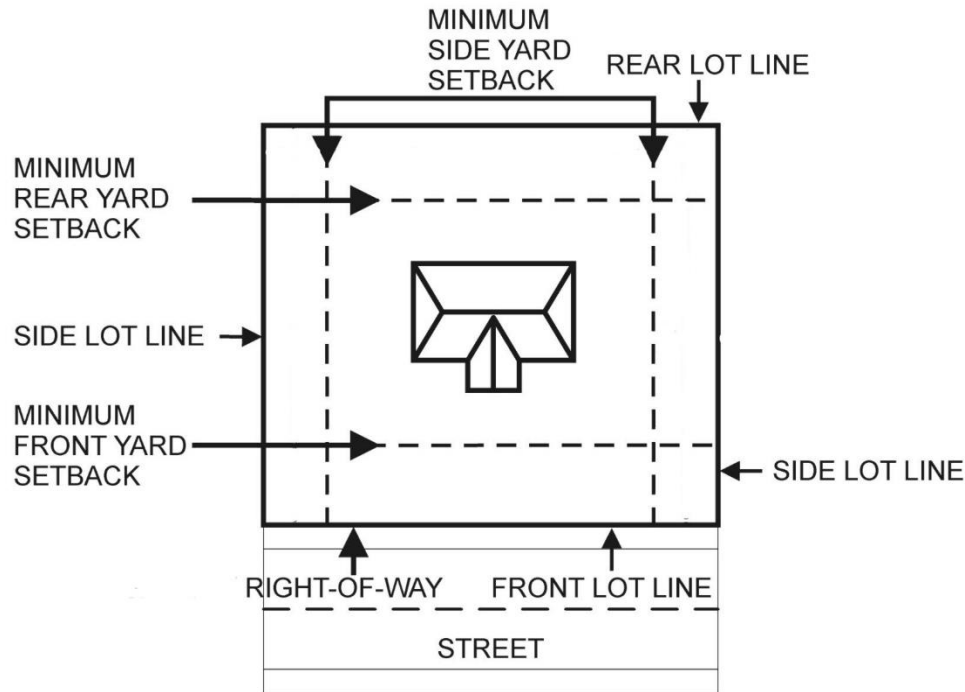 MINIMUM
SIDE YARD
SETBACK
REAR LOT LINE
MINIMUM
REAR YARD
SETBACK
SIDE LOT LINE
MINIMUM
FRONT YARD
SETBACK
SIDE LOT LINE
RIGHT-OF-WAY
FRONT LOT LINE
STREET